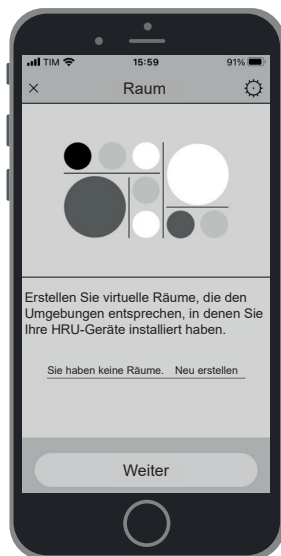 TIM 15:59 91%
× Raum
Erstellen Sie virtuelle Räume, die den
Umgebungen entsprechen, in denen Sie
Ihre HRU-Geräte installiert haben.
Sie haben keine Räume. Neu erstellen
Weiter